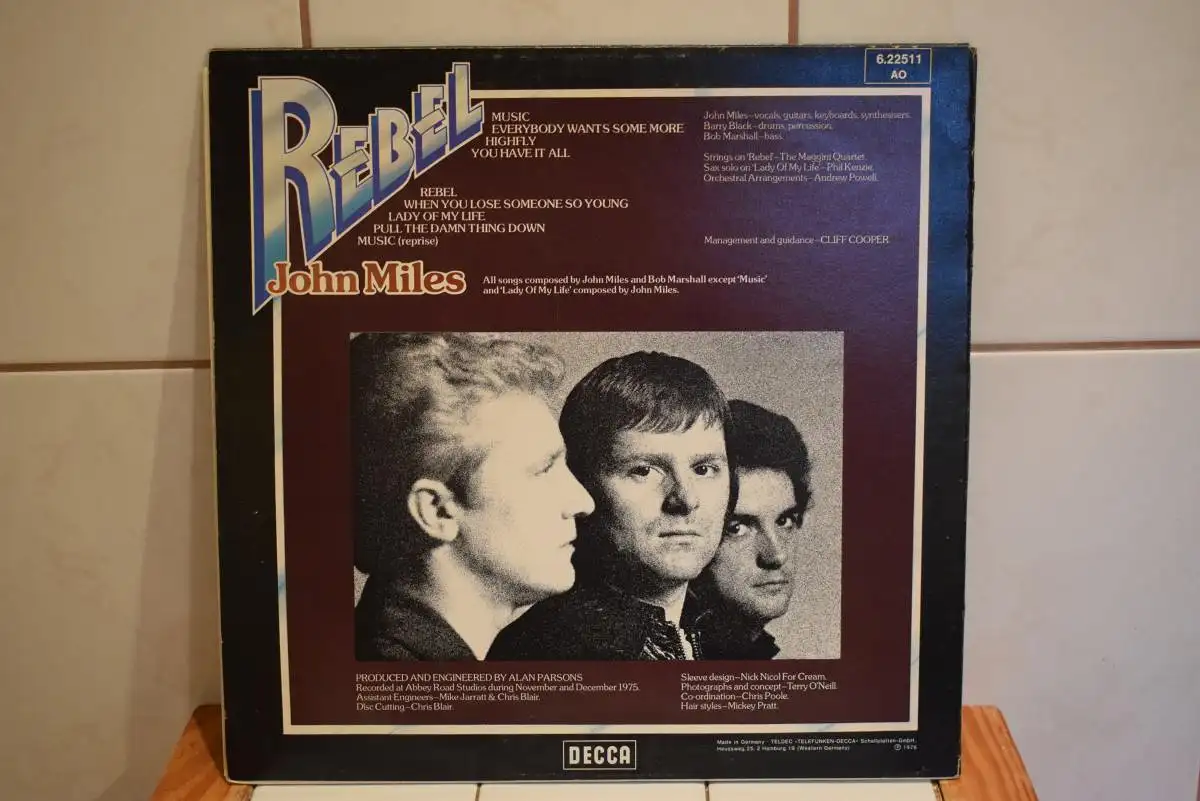 6.22511
AO
REBEL
MUSIC
EVERYBODY WANTS SOME MORE
HIGHFLY
YOU HAVE IT ALL
REBEL
WHEN YOU LOSE SOMEONE SO YOUNG
LADY OF MY LIFE
PULL THE DAMN THING DOWN
MUSIC (reprise)
John Miles–vocals, guitars, keyboards, synthesisers.
Barry Black–drums, percussion.
Bob Marshall–bass.
Strings on 'Rebel'–The Maggini Quartet.
Sax solo on 'Lady Of My Life'–Phil Kenzie.
Orchestral Arrangements–Andrew Powell.
Management and guidance–CLIFF COOPER
John Miles
All songs composed by John Miles and Bob Marshall except 'Music'
and 'Lady Of My Life' composed by John Miles.
PRODUCED AND ENGINEERED BY ALAN PARSONS
Recorded at Abbey Road Studios during November and December 1975.
Assistant Engineers–Mike Jarratt & Chris Blair.
Disc Cutting–Chris Blair.
Sleeve design–Nick Nicol For Cream.
Photographs and concept–Terry O'Neill.
Co-ordination–Chris Poole.
Hair styles–Mickey Pratt.
DECCA
Made in Germany · TELDEC »TELEFUNKEN-DECCA« Schallplatten-GmbH.
Heussweg 25, 2 Hamburg 19 (Western Germany)
Ⓟ 1976